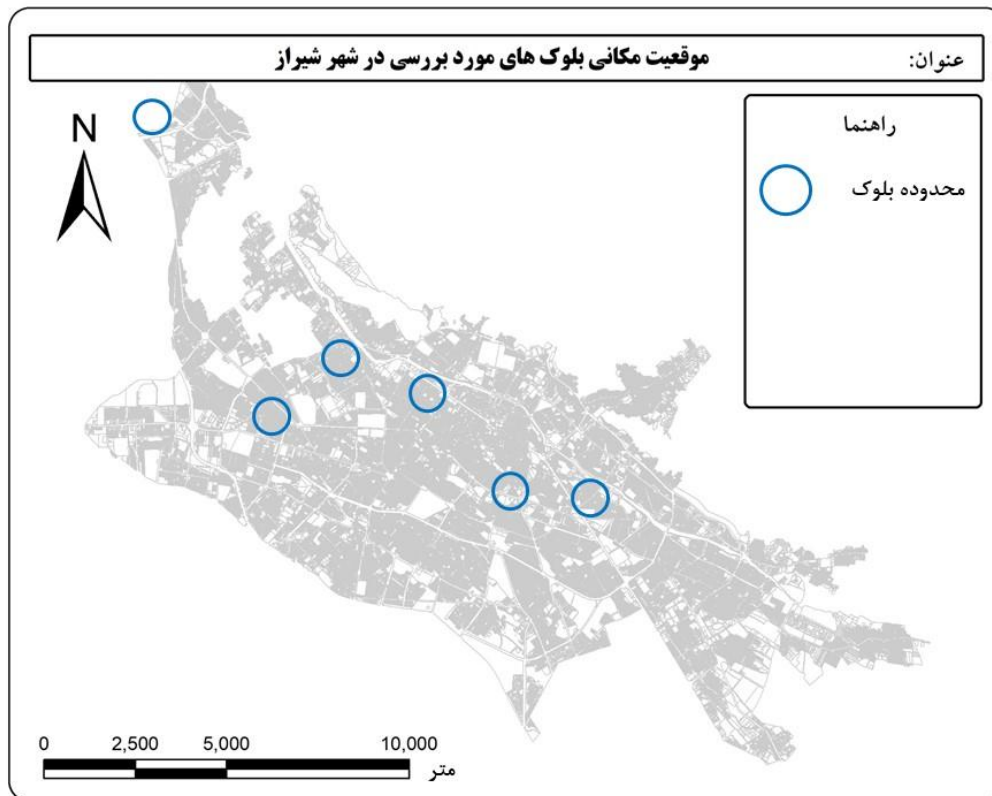 عنوان: موقعیت مکانی بلوک های مورد بررسی در شهر شیراز
راهنما
محدوده بلوک
N
0 2,500 5,000 10,000
متر